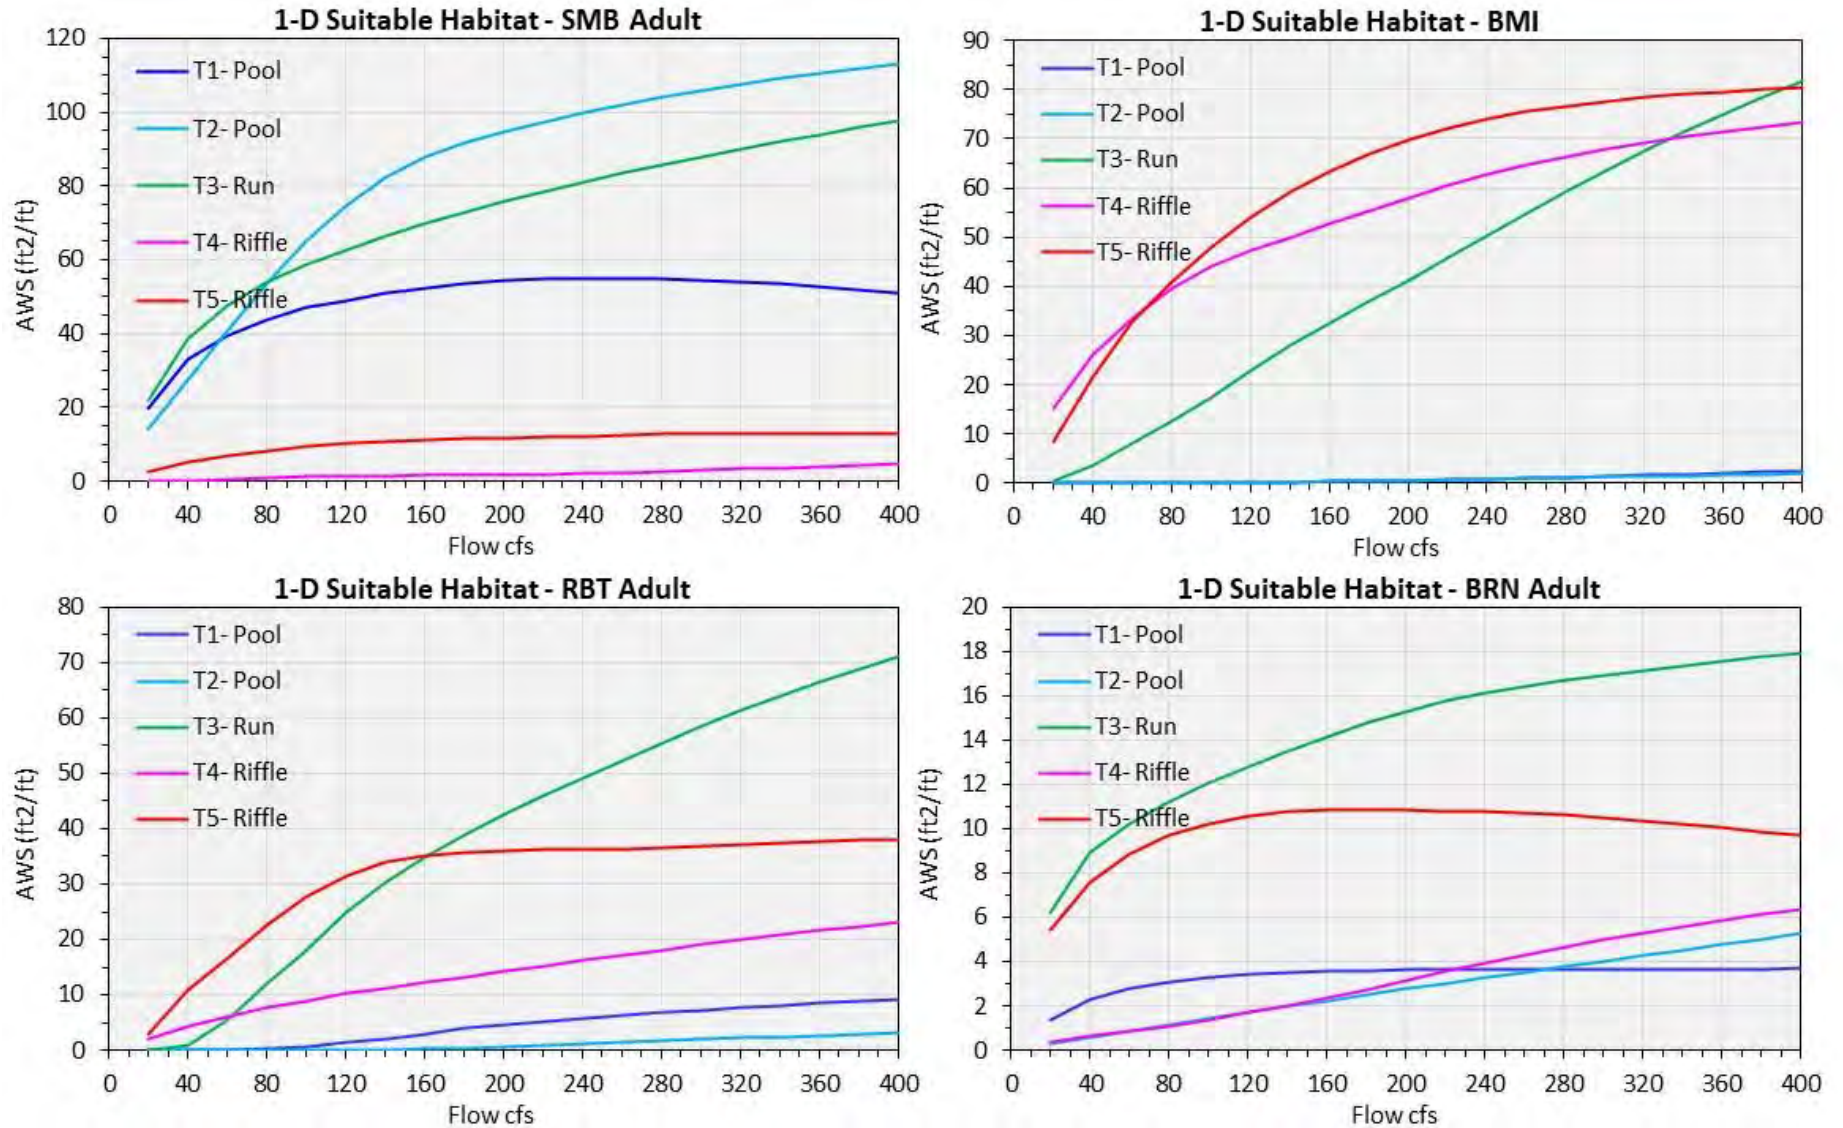 1-D Suitable Habitat - SMB Adult
120
100
80
60
40
20
0
AWS (ft2/ft)
T1- Pool
T2- Pool
T3- Run
T4- Riffle
T5- Riffle
0 40 80 120 160 200 240 280 320 360 400
Flow cfs
1-D Suitable Habitat - BMI
90
80
70
60
50
40
30
20
10
0
AWS (ft2/ft)
T1- Pool
T2- Pool
T3- Run
T4- Riffle
T5- Riffle
0 40 80 120 160 200 240 280 320 360 400
Flow cfs
1-D Suitable Habitat - RBT Adult
80
70
60
50
40
30
20
10
0
AWS (ft2/ft)
T1- Pool
T2- Pool
T3- Run
T4- Riffle
T5- Riffle
0 40 80 120 160 200 240 280 320 360 400
Flow cfs
1-D Suitable Habitat - BRN Adult
20
18
16
14
12
10
8
6
4
2
0
AWS (ft2/ft)
T1- Pool
T2- Pool
T3- Run
T4- Riffle
T5- Riffle
0 40 80 120 160 200 240 280 320 360 400
Flow cfs